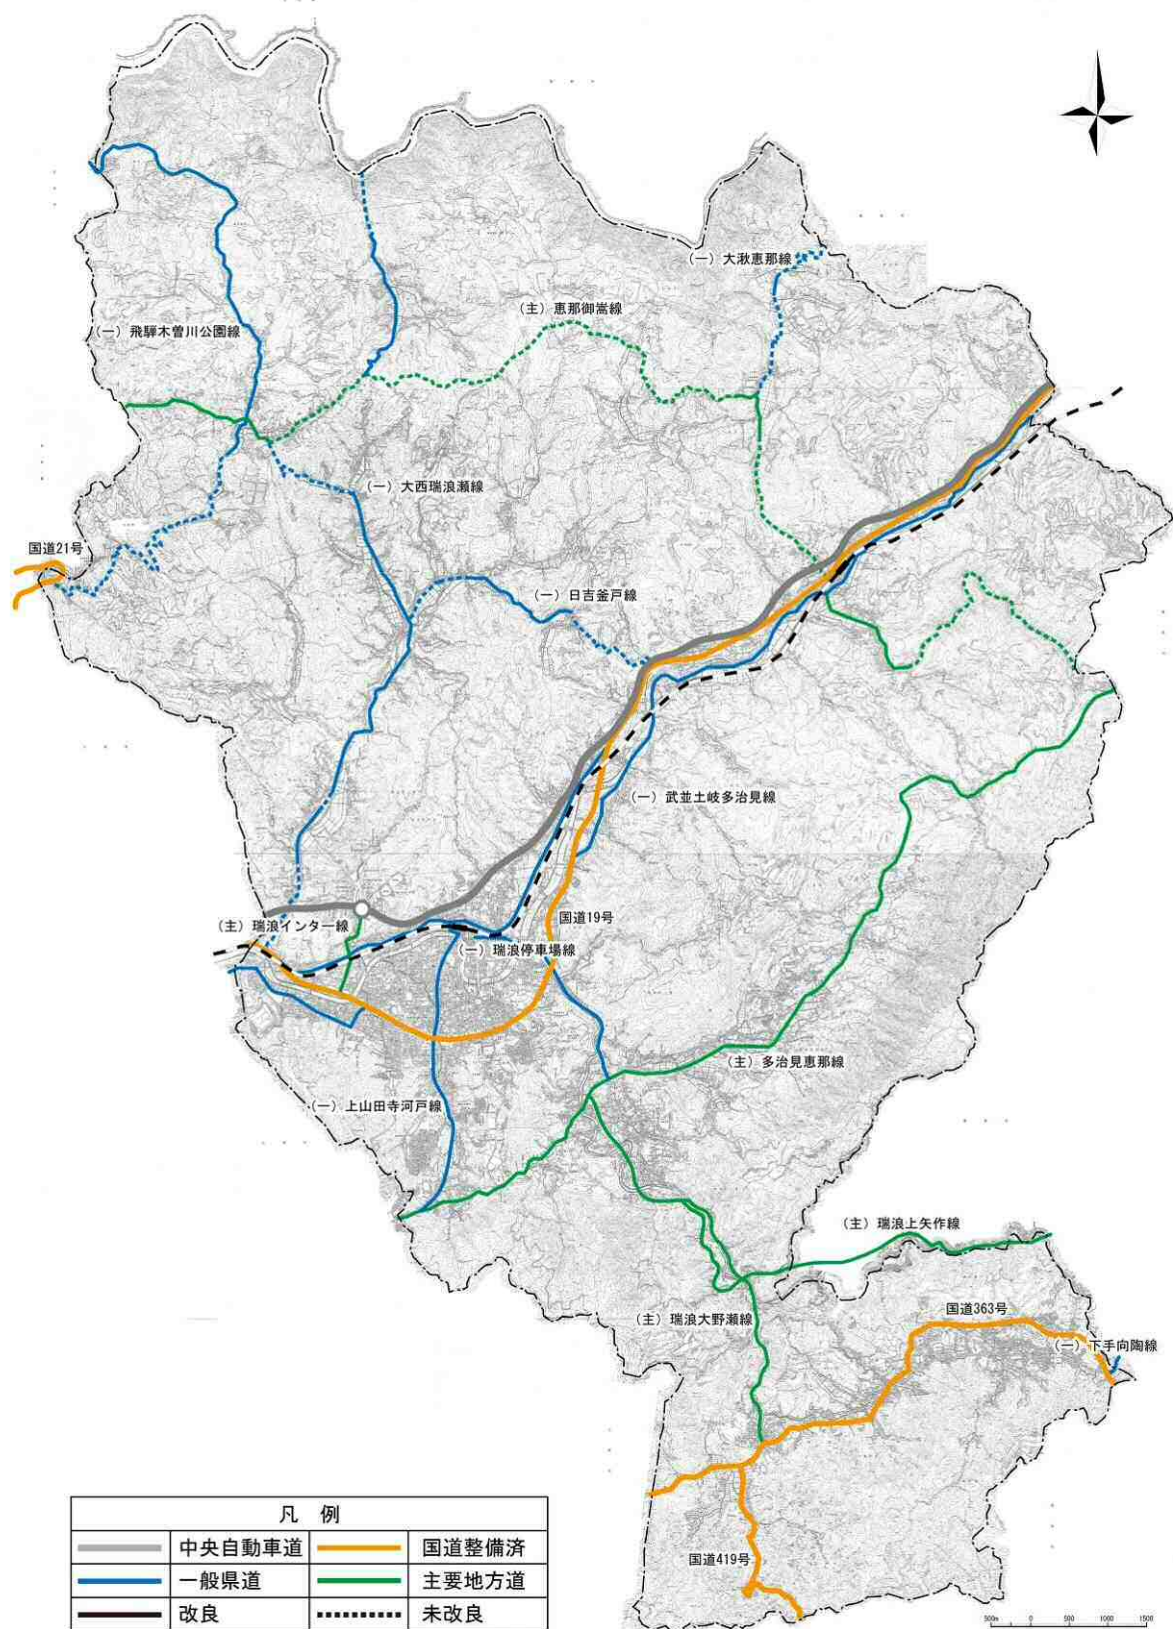 (一) 大湫恵那線
(主) 恵那御嵩線
(一) 飛騨木曽川公園線
(一) 大西瑞浪瀬線
国道21号
(一) 日吉釜戸線
(一) 武並土岐多治見線
国道19号
(主) 瑞浪インター線
(一) 瑞浪停車場線
(主) 多治見恵那線
(一) 上山田寺河戸線
(主) 瑞浪上矢作線
(主) 瑞浪大野瀬線
国道363号
(一) 下手向陶線
国道419号
凡 例
中央自動車道 国道整備済
一般県道 主要地方道
改良 未改良
500m 0 500 1000 1500